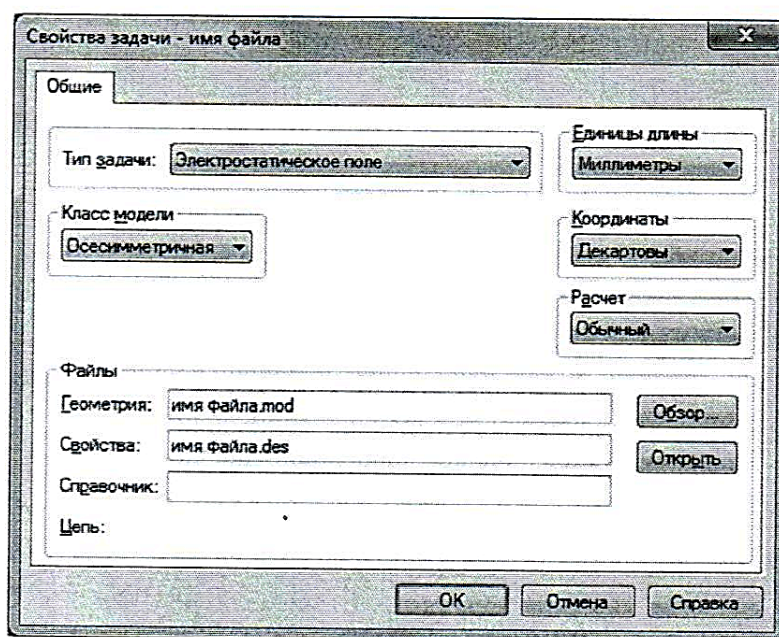 Свойства задачи - имя файла
Общие
Тип задачи: Электростатическое поле
Единицы длины
Миллиметры
Класс модели
Осесимметричная
Координаты
Декартовы
Расчет
Обычный
Файлы
Геометрия: имя файла.mod
Обзор...
Свойства: имя файла.des
Открыть
Справочник:
Цепь:
ОК
Отмена
Справка